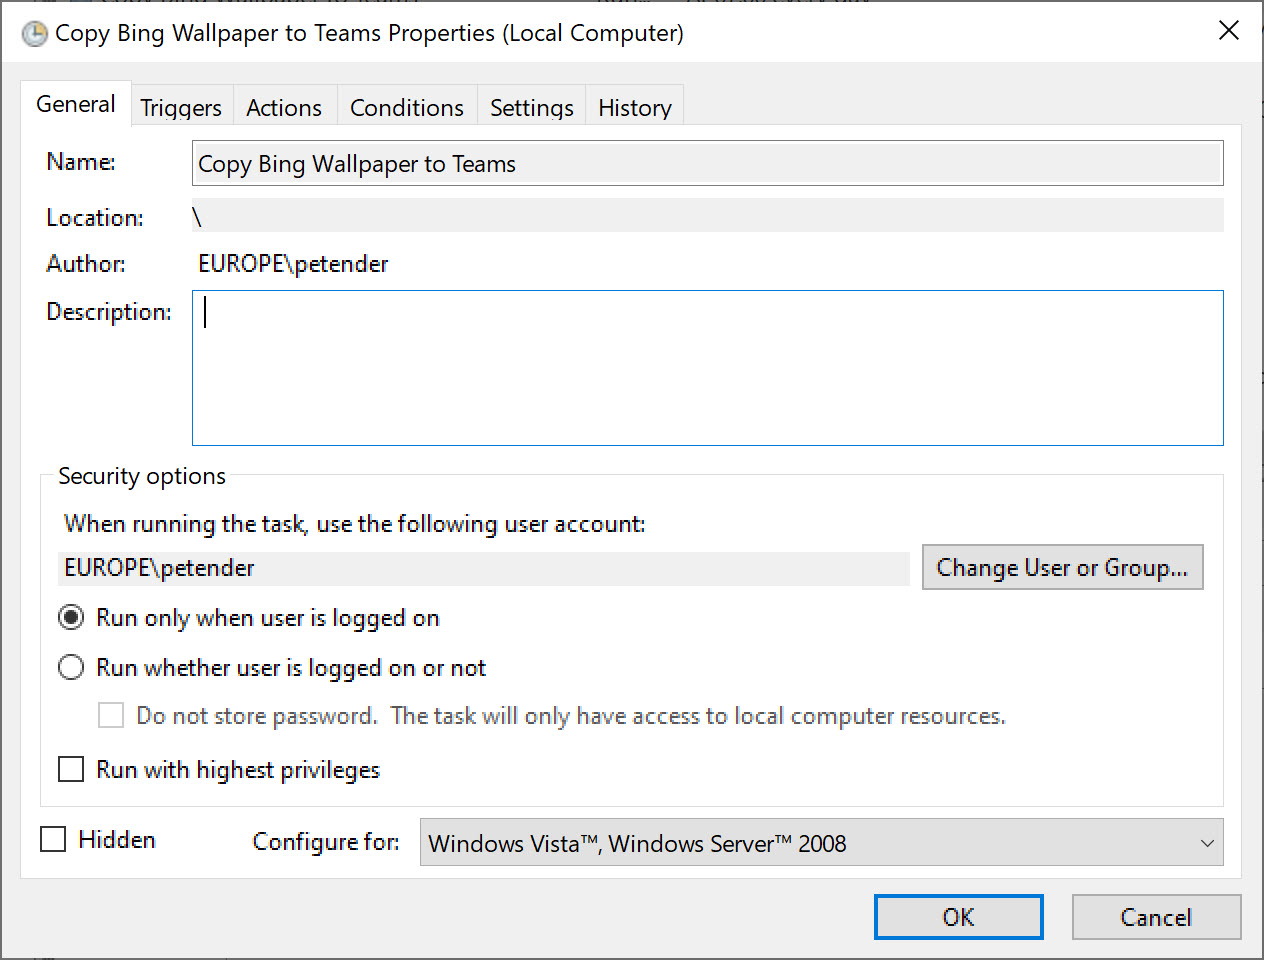 Copy Bing Wallpaper to Teams Properties (Local Computer)
General Triggers Actions Conditions Settings History
Name: Copy Bing Wallpaper to Teams
Location: \
Author: EUROPE\petender
Description:
Security options
When running the task, use the following user account:
EUROPE\petender Change User or Group...
Run only when user is logged on
Run whether user is logged on or not
Do not store password. The task will only have access to local computer resources.
Run with highest privileges
Hidden Configure for: Windows Vista™, Windows Server™ 2008
OK Cancel